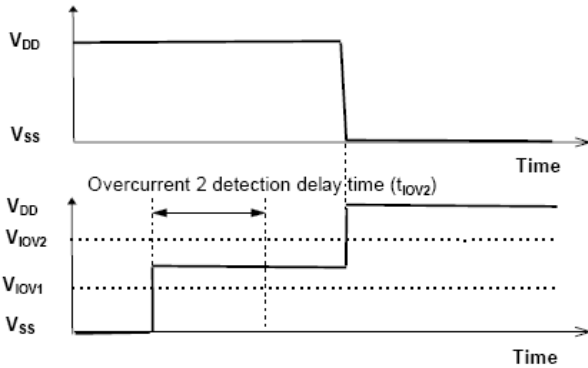 VDD
VSS
Time
Overcurrent 2 detection delay time (tIOV2)
VDD
VIOV2
VIOV1
VSS
Time